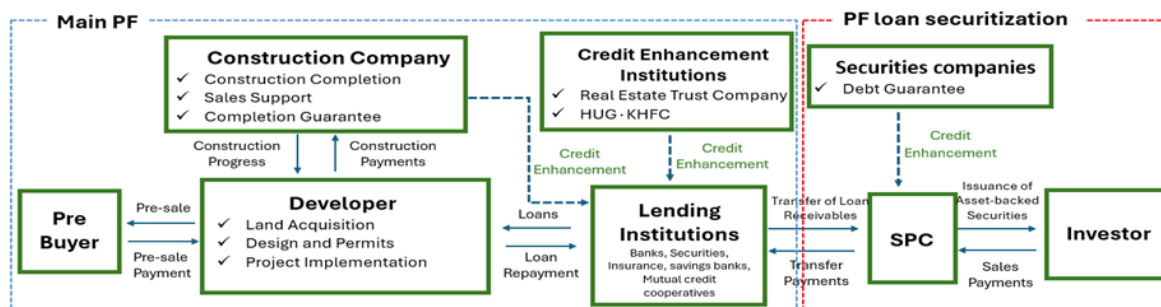 Main PF
PF loan securitization
Construction Company
✓ Construction Completion
✓ Sales Support
✓ Completion Guarantee
Credit Enhancement
Institutions
✓ Real Estate Trust Company
✓ HUG·KHFC
Securities companies
✓ Debt Guarantee
Construction
Progress
Construction
Payments
Credit
Enhancement
Credit
Enhancement
Credit
Enhancement
Pre
Buyer
Pre-sale
Pre-sale
Payment
Developer
✓ Land Acquisition
✓ Design and Permits
✓ Project Implementation
Loans
Loan
Repayment
Lending
Institutions
Banks, Securities,
Insurance, savings banks,
Mutual credit
cooperatives
Transfer of Loan
Receivables
Transfer
Payments
SPC
Issuance of
Asset-backed
Securities
Sales
Payments
Investor